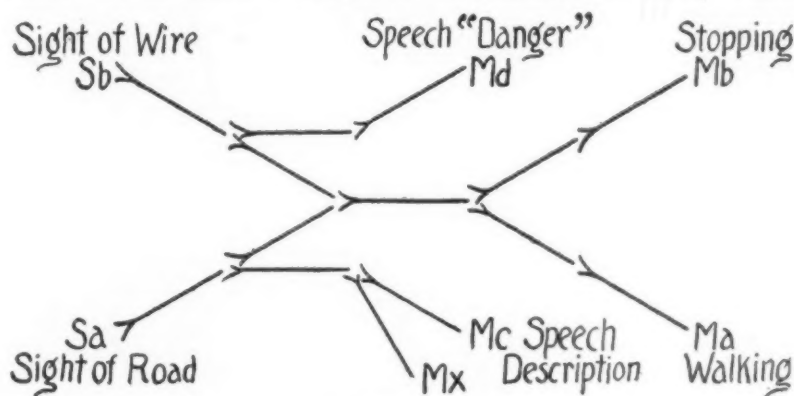 Sight of Wire
Sb
Speech “Danger”
Md
Stopping
Mb
Sa
Sight of Road
Mx
Mc Speech
Description
Ma
Walking